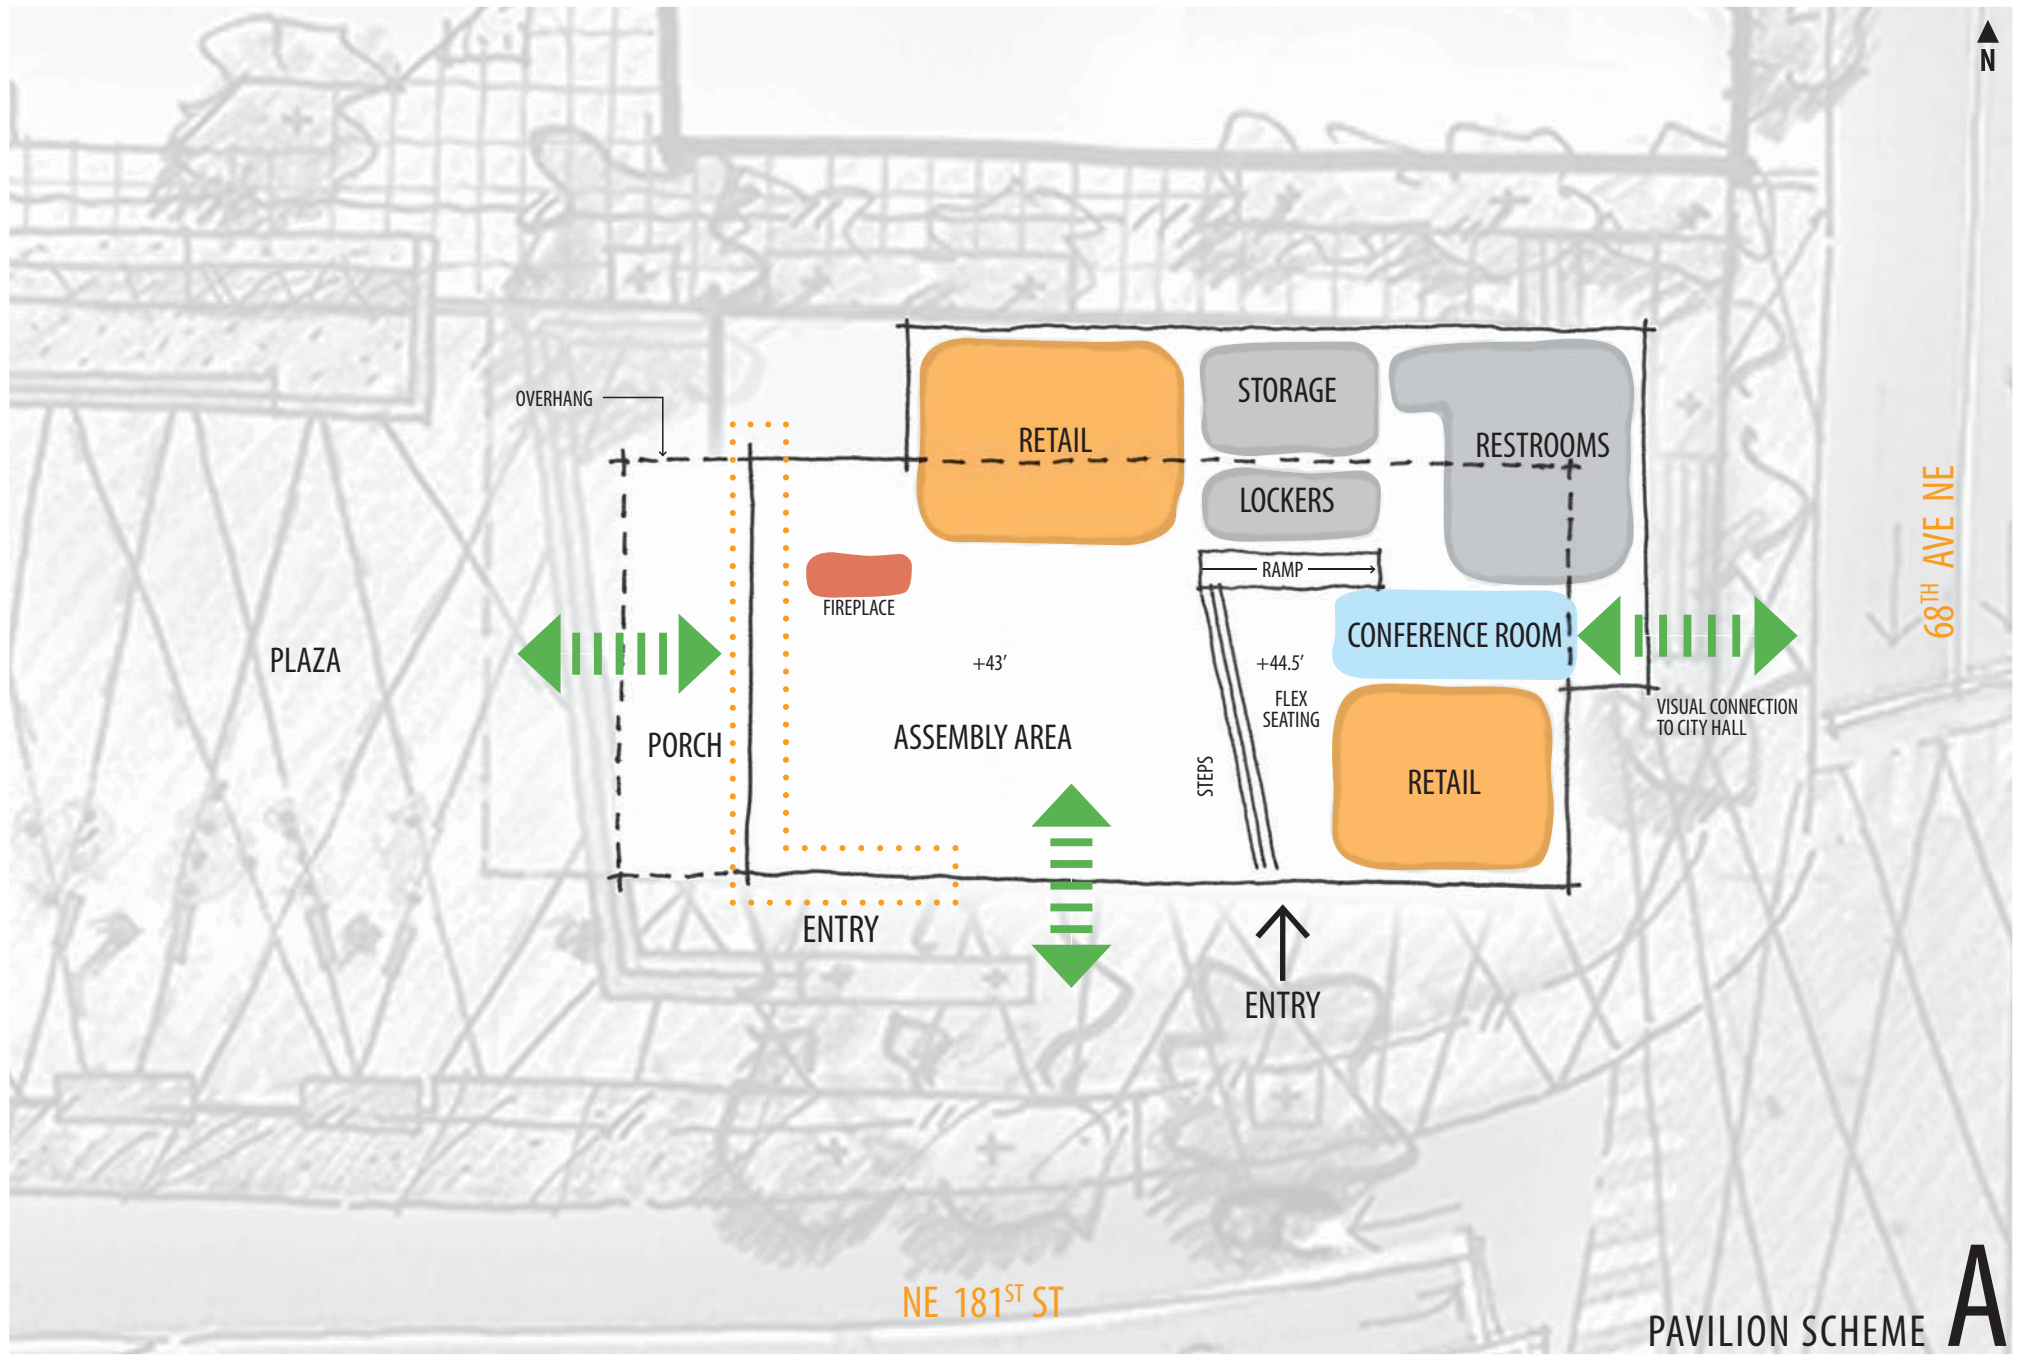 N
OVERHANG
RETAIL
STORAGE
RESTROOMS
LOCKERS
RAMP
FIREPLACE
CONFERENCE ROOM
PLAZA
+43'
+44.5'
FLEX
SEATING
PORCH
ASSEMBLY AREA
STEPS
RETAIL
VISUAL CONNECTION
TO CITY HALL
68TH AVE NE
ENTRY
ENTRY
NE 181ST ST
PAVILION SCHEME A